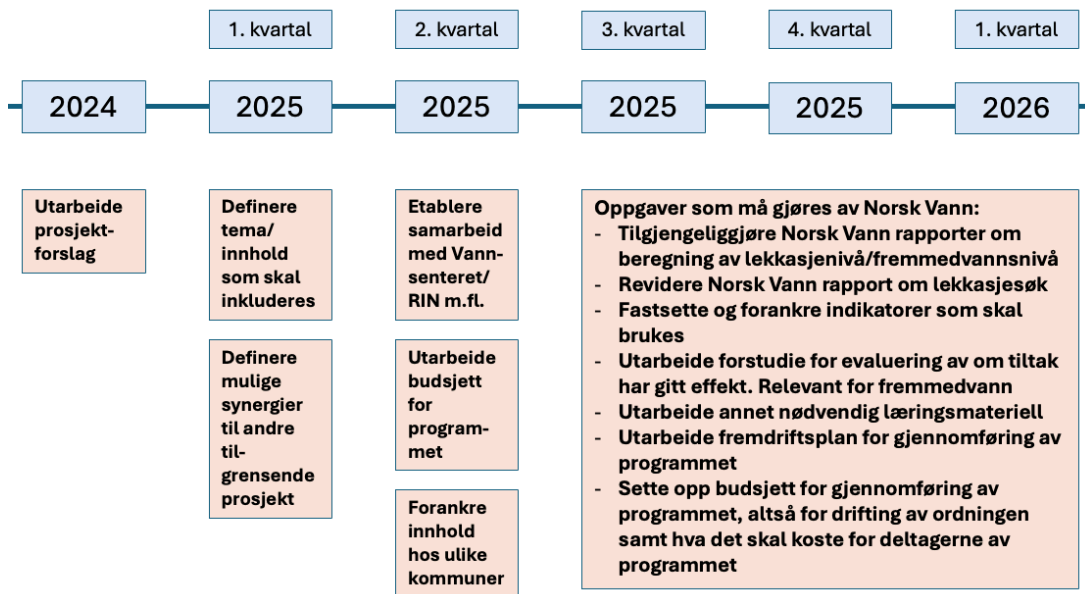 1. kvartal
2. kvartal
3. kvartal
4. kvartal
1. kvartal
2024
2025
2025
2025
2025
2026
Utarbeide
prosjekt-
forslag
Definere
tema/
innhold
som skal
inkluderes
Definere
mulige
synergier
til andre
til-
grensende
prosjekt
Etablere
samarbeid
med Vann-
senteret/
RIN m.fl.
Utarbeide
budsjett
for
program-
met
Forankre
innhold
hos ulike
kommuner
Oppgaver som må gjøres av Norsk Vann:
- Tilgjengeliggjøre Norsk Vann rapporter om
beregning av lekkasjenivå/fremmedvannsnivå
- Revidere Norsk Vann rapport om lekkasjesøk
- Fastsette og forankre indikatorer som skal
brukes
- Utarbeide forstudie for evaluering av om tiltak
har gitt effekt. Relevant for fremmedvann
- Utarbeide annet nødvendig læringsmateriell
- Utarbeide fremdriftsplan for gjennomføring av
programmet
- Sette opp budsjett for gjennomføring av
programmet, altså for drifting av ordningen
samt hva det skal koste for deltagerne av
programmet